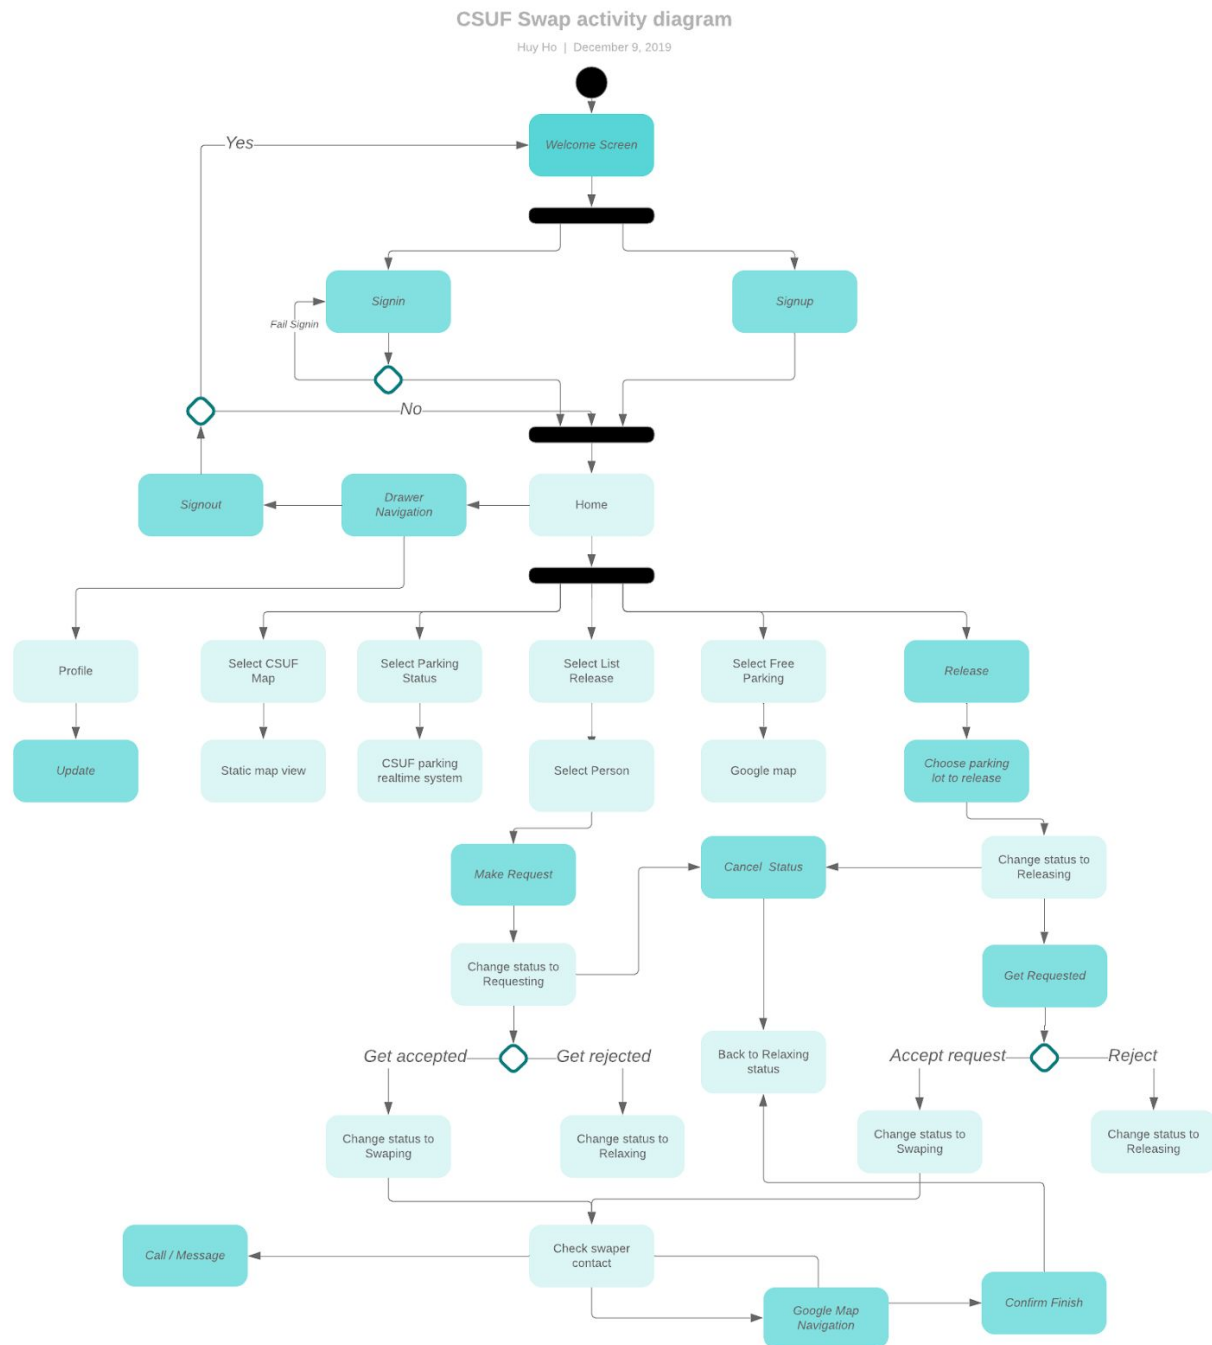 CSUF Swap activity diagram
Huy Ho | December 9, 2019
Yes
Welcome Screen
Signin
Signup
Fail Signin
No
Signout
Drawer
Navigation
Home
Profile
Select CSUF
Map
Select Parking
Status
Select List
Release
Select Free
Parking
Release
Update
Static map view
CSUF parking
realtime system
Select Person
Google map
Choose parking
lot to release
Make Request
Cancel Status
Change status to
Releasing
Change status to
Requesting
Get Requested
Get accepted
Get rejected
Back to Relaxing
status
Accept request
Reject
Change status to
Swaping
Change status to
Relaxing
Change status to
Swaping
Change status to
Releasing
Call / Message
Check swaper
contact
Google Map
Navigation
Confirm Finish